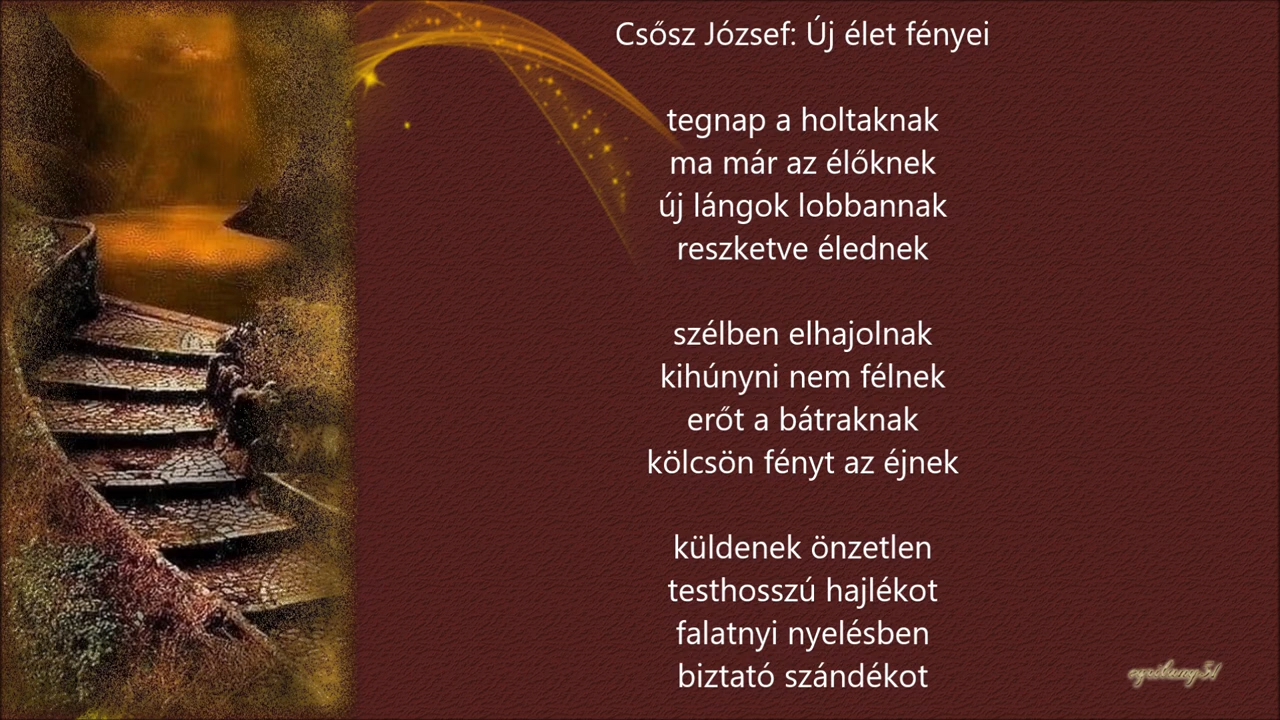 Csősz József: Új élet fényei
tegnap a holtaknak
ma már az élőknek
új lángok lobbannak
reszketve élednek
szélben elhajolnak
kihúnyni nem félnek
erőt a bátraknak
kölcsön fényt az éjnek
küldenek önzetlen
testhosszú hajlékot
falatnyi nyelésben
biztató szándékot